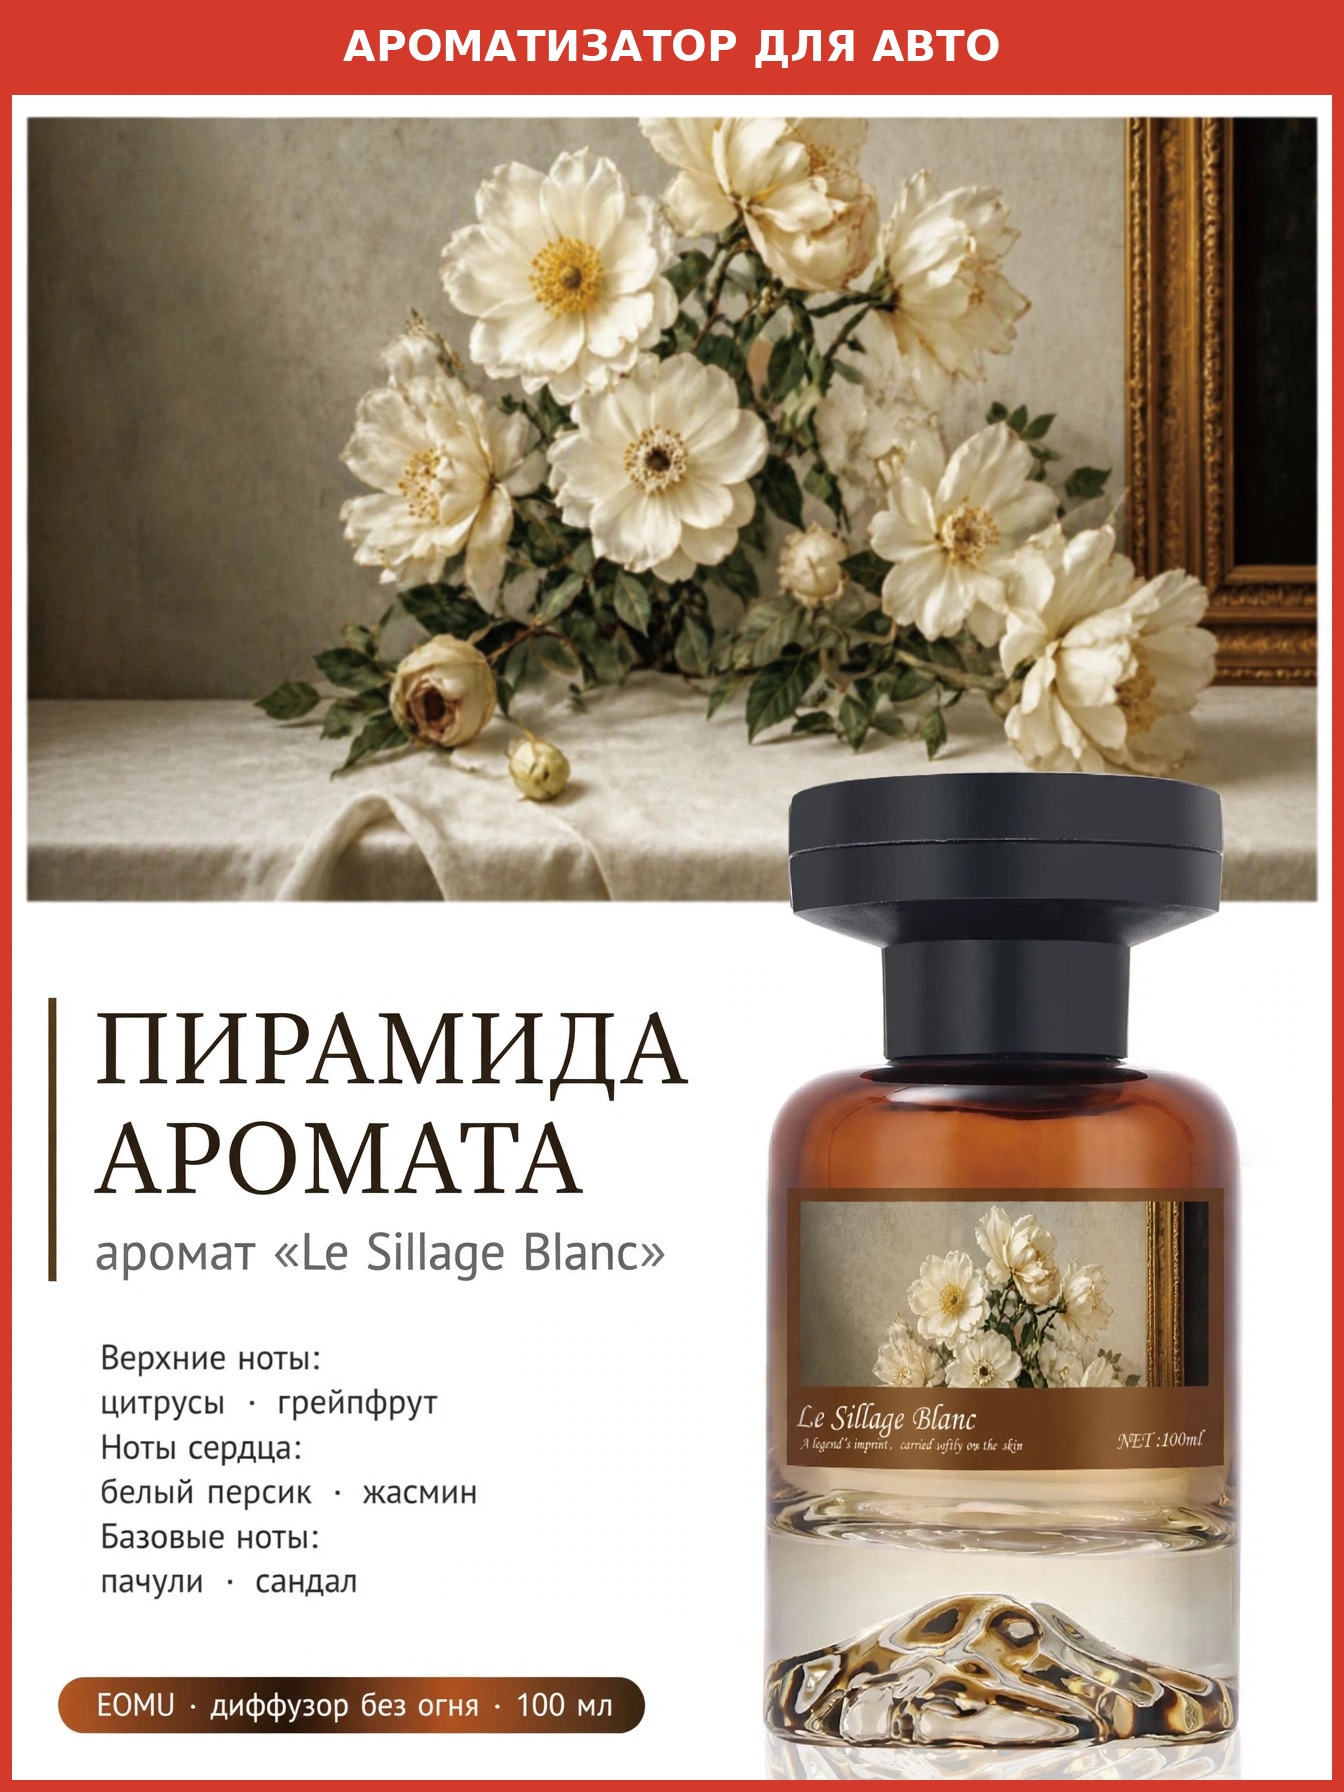 АРОМАТИЗАТОР ДЛЯ АВТО
ПИРАМИДА
АРОМАТА
аромат «Le Sillage Blanc»
Верхние ноты:
цитрусы · грейпфрут
Ноты сердца:
белый персик · жасмин
Базовые ноты:
пачули · сандал
EOMU · диффузор без огня · 100 мл
Le Sillage Blanc
A legend's imprint, carried softly on the skin
NET :100ml